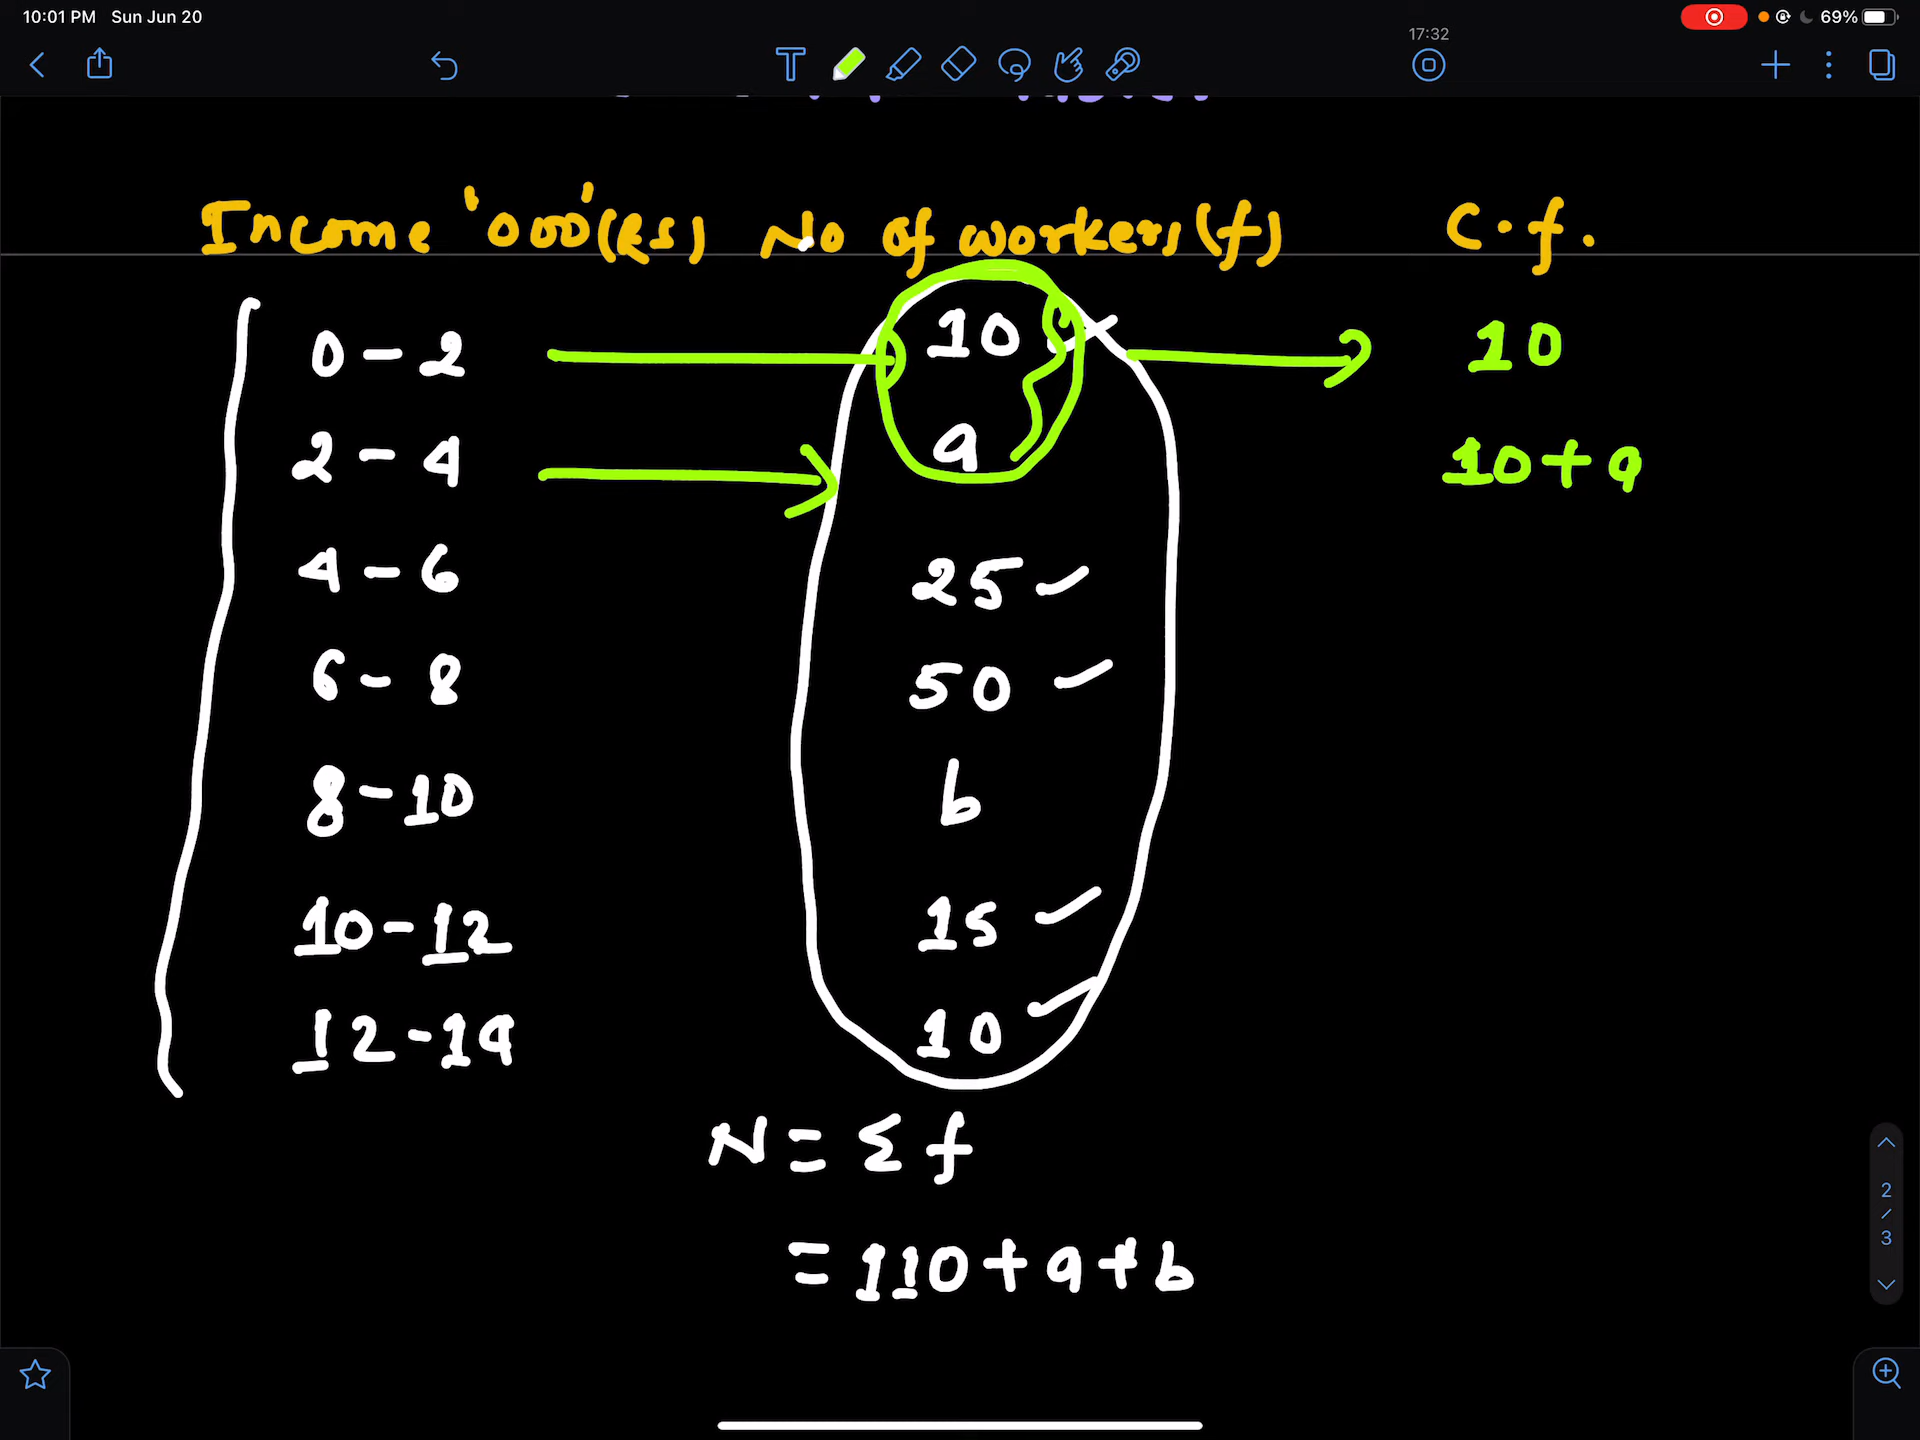 10:01 PM Sun Jun 20
69%
17:32
Income '000'(Rs) No of workers(f) C.f.
0-2 10 10
2-4 a 10+a
4-6 25
6-8 50
8-10 b
10-12 15
12-14 10
N = Σf
= 110+a+b
2
/
3